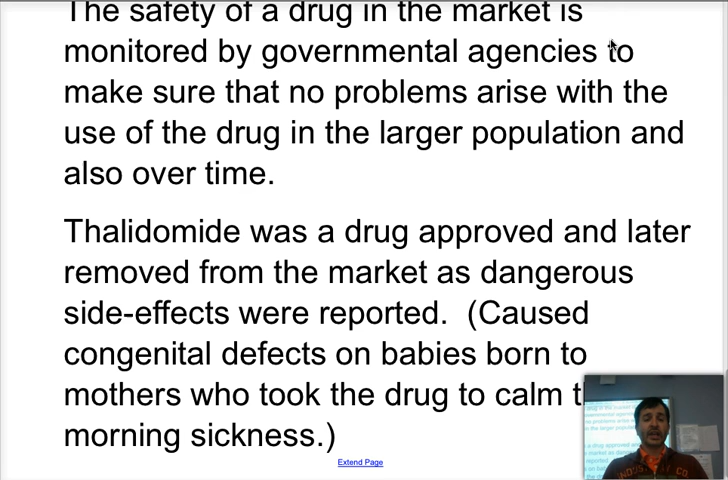 The safety of a drug in the market is
monitored by governmental agencies to
make sure that no problems arise with the
use of the drug in the larger population and
also over time.
Thalidomide was a drug approved and later
removed from the market as dangerous
side-effects were reported.  (Caused
congenital defects on babies born to
mothers who took the drug to calm
morning sickness.)
Extend Page